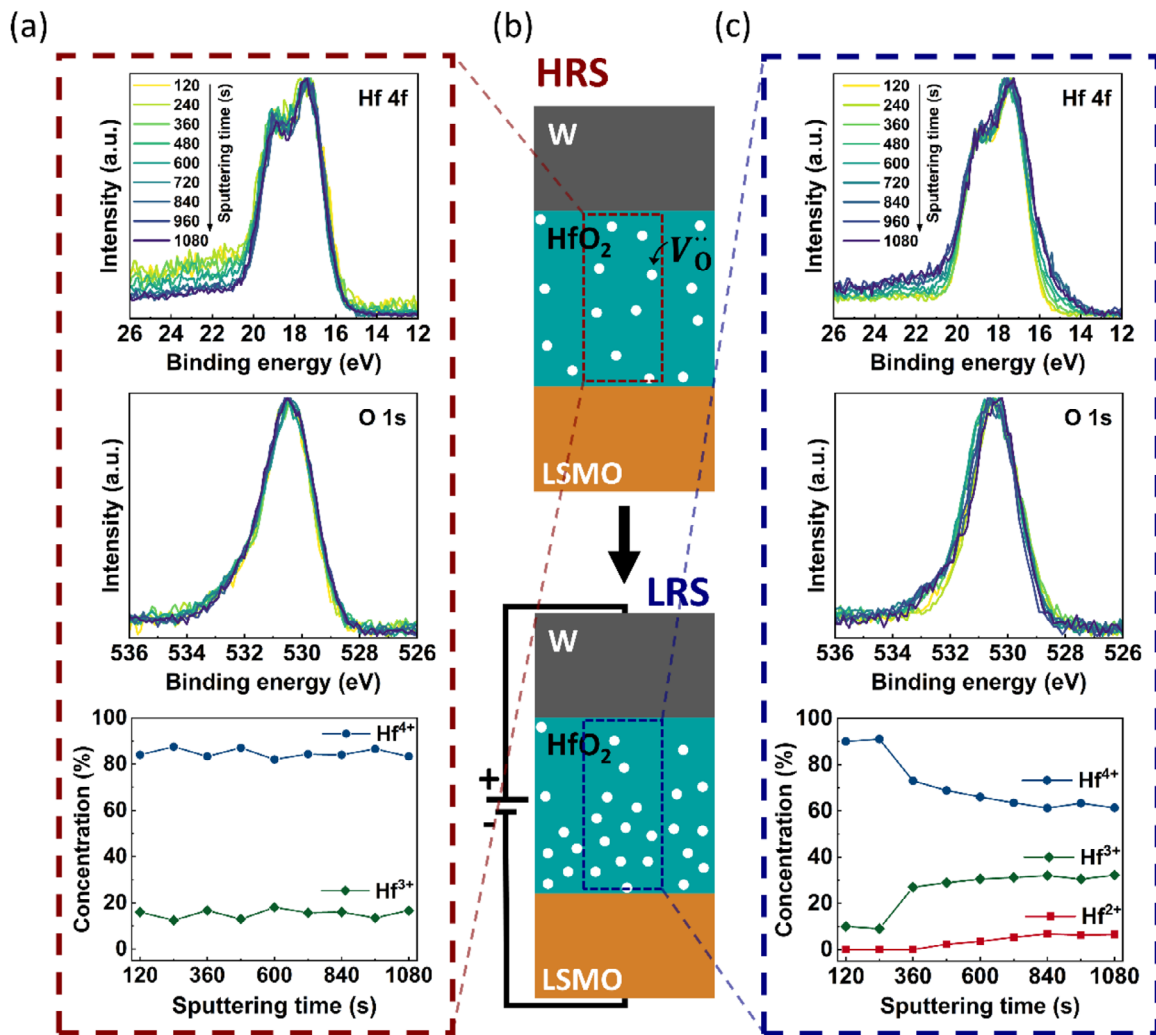 (a)
(b)
(c)
Hf 4f
120
240
360
480
600
720
840
960
1080
Sputtering time (s)
Intensity (a.u.)
26 24 22 20 18 16 14 12
Binding energy (eV)
O 1s
Intensity (a.u.)
536 534 532 530 528 526
Binding energy (eV)
100
80
60
40
20
0
Concentration (%)
Hf⁴⁺
Hf³⁺
120 360 600 840 1080
Sputtering time (s)
HRS
W
HfO₂
V_O^··
LSMO
LRS
W
HfO₂
+
-
LSMO
Hf 4f
120
240
360
480
600
720
840
960
1080
Sputtering time (s)
Intensity (a.u.)
26 24 22 20 18 16 14 12
Binding energy (eV)
O 1s
Intensity (a.u.)
536 534 532 530 528 526
Binding energy (eV)
100
80
60
40
20
0
Concentration (%)
Hf⁴⁺
Hf³⁺
Hf²⁺
120 360 600 840 1080
Sputtering time (s)